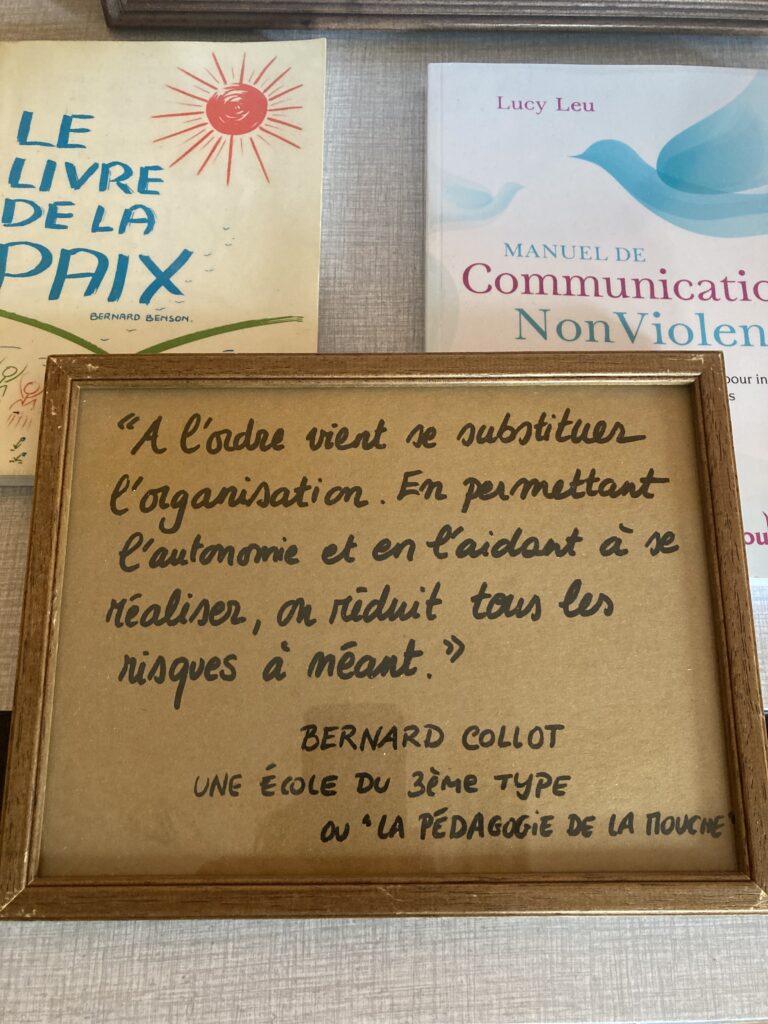 LE
LIVRE
DE LA
PAIX
BERNARD BENSON.
Lucy Leu
MANUEL DE
Communicatio
NonViolen
pour in
s
"A l'ordre vient se substituer
l'organisation. En permettant
l'autonomie et en l'aidant à se
réaliser, on réduit tous les
risques à néant."
BERNARD COLLOT
UNE ÉCOLE DU 3ème TYPE
OU "LA PÉDAGOGIE DE LA MOUCHE"